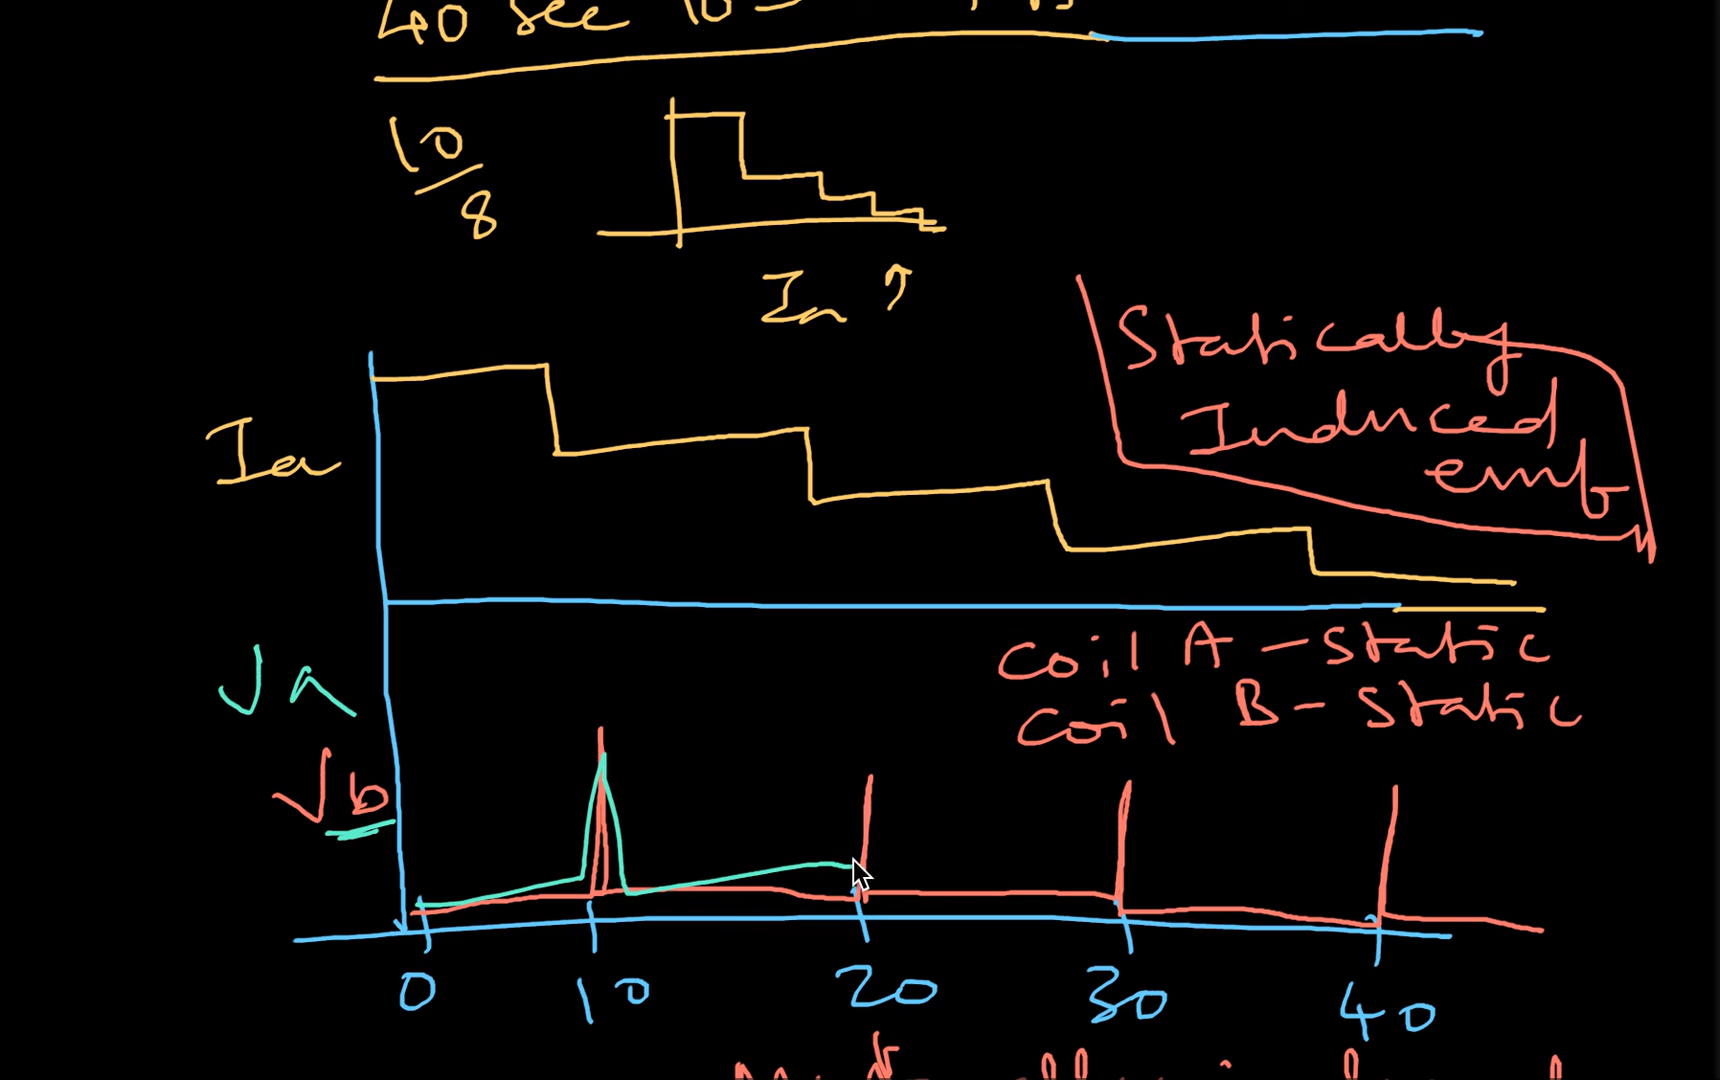 40 sec
10
8
Ia ↑
Statically
Induced
emf
Ia
Coil A - Static
Coil B - Static
Va
Vb
0 10 20 30 40